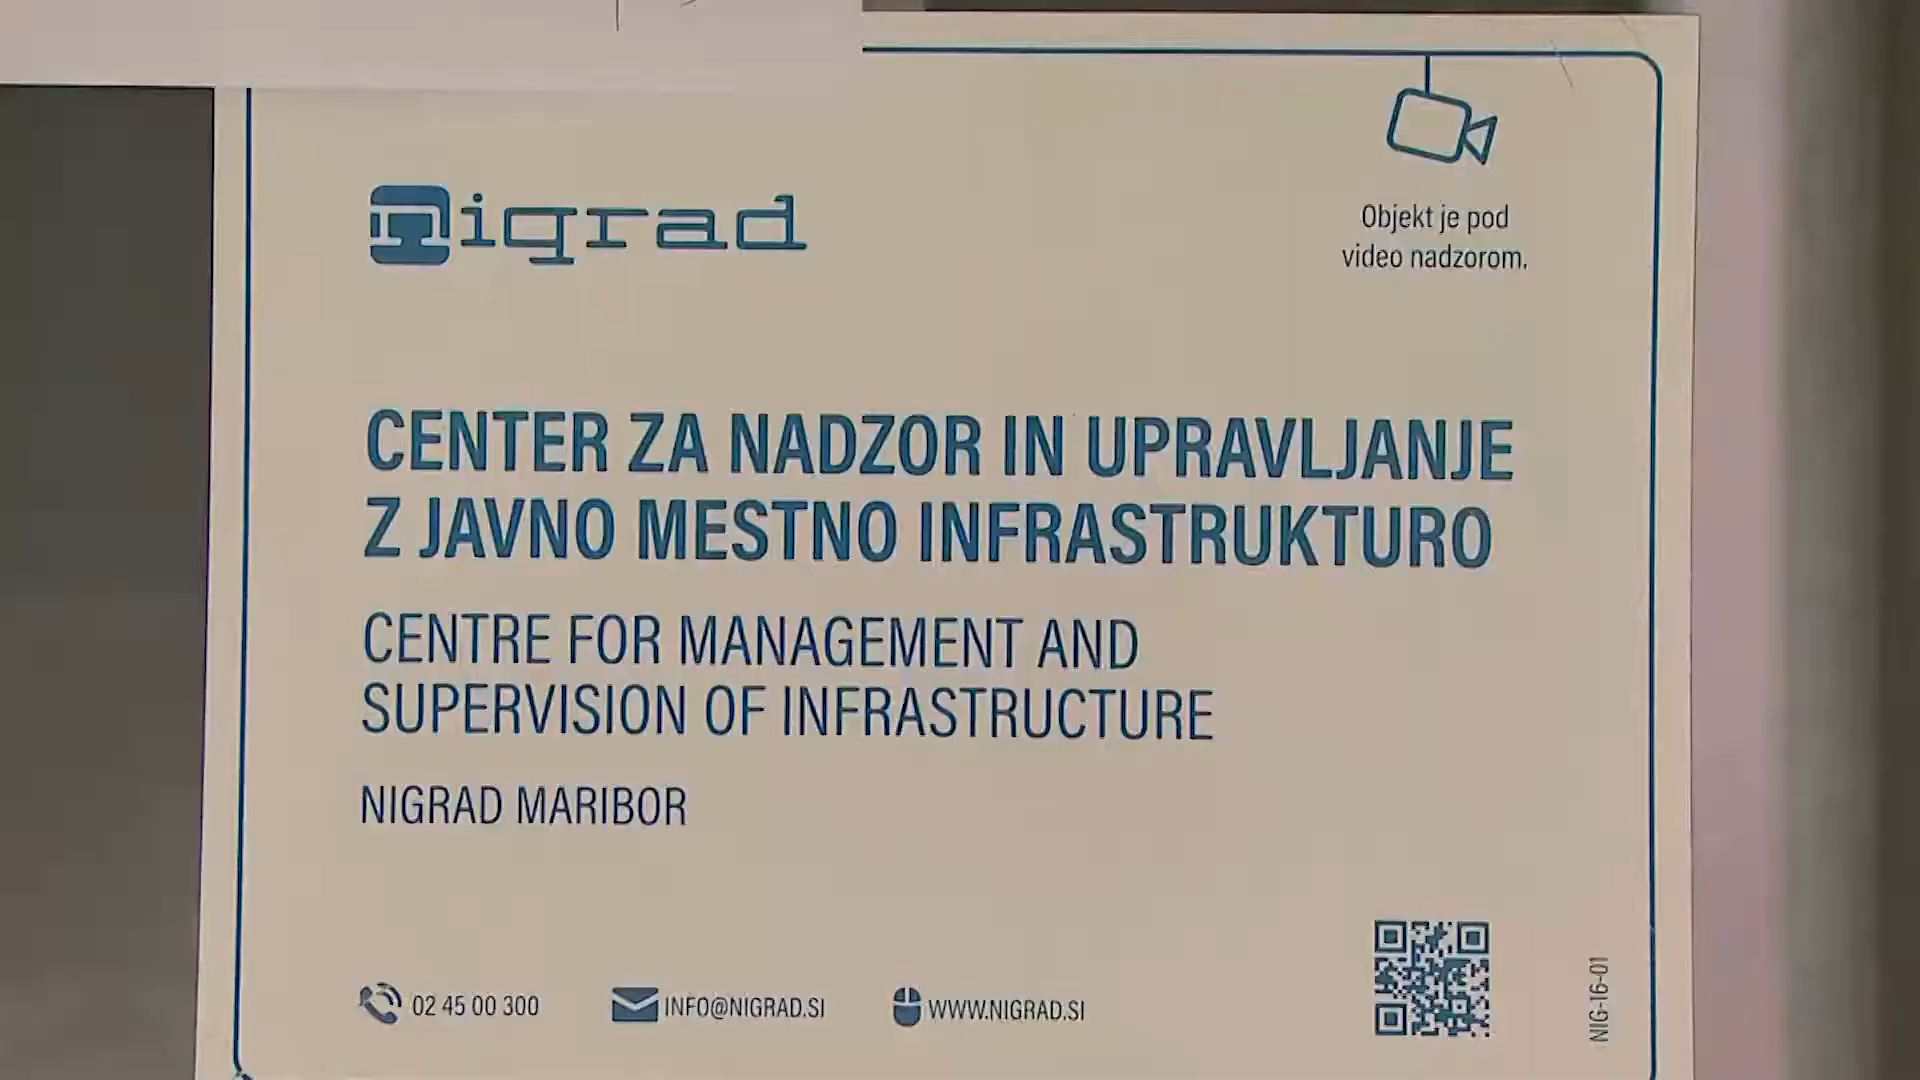 nigrad
Objekt je pod
video nadzorom.
CENTER ZA NADZOR IN UPRAVLJANJE
Z JAVNO MESTNO INFRASTRUKTURO
CENTRE FOR MANAGEMENT AND
SUPERVISION OF INFRASTRUCTURE
NIGRAD MARIBOR
02 45 00 300
INFO@NIGRAD.SI
WWW.NIGRAD.SI
NIG-16-01